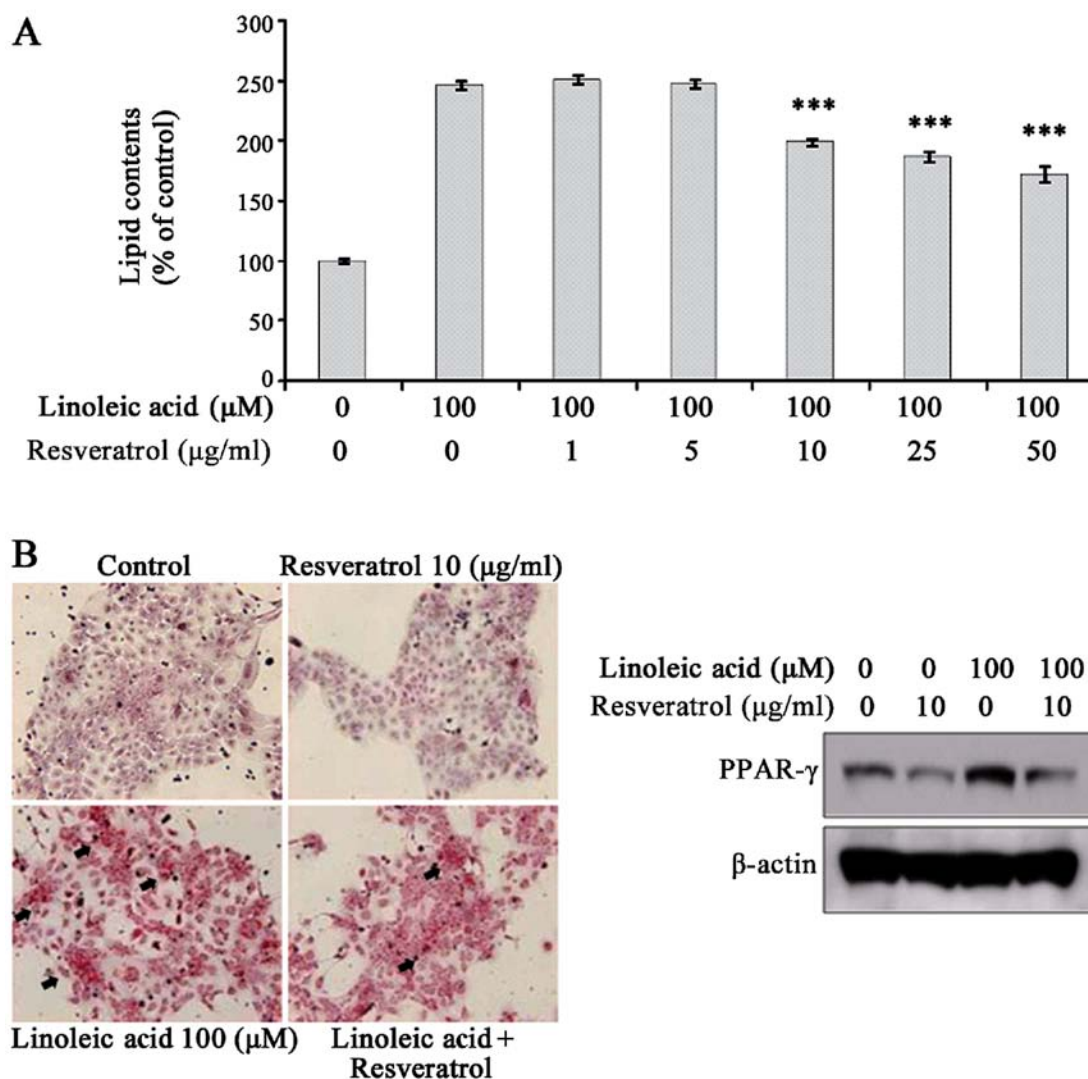 A
300
250
200
150
100
50
0
Lipid contents
(% of control)
*** *** ***
Linoleic acid (μM) 0 100 100 100 100 100 100
Resveratrol (μg/ml) 0 0 1 5 10 25 50
B
Control Resveratrol 10 (μg/ml)
Linoleic acid 100 (μM) Linoleic acid +
Resveratrol
Linoleic acid (μM) 0 0 100 100
Resveratrol (μg/ml) 0 10 0 10
PPAR-γ
β-actin